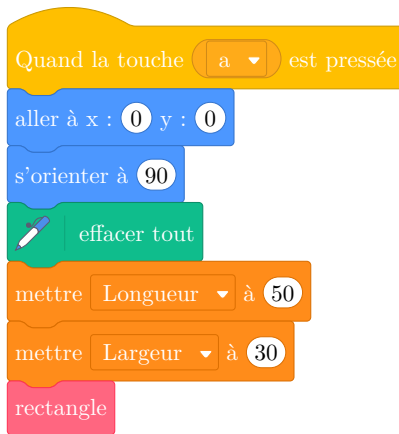 Quand la touche a est pressée
aller à x : 0 y : 0
s'orienter à 90
effacer tout
mettre Longueur à 50
mettre Largeur à 30
rectangle